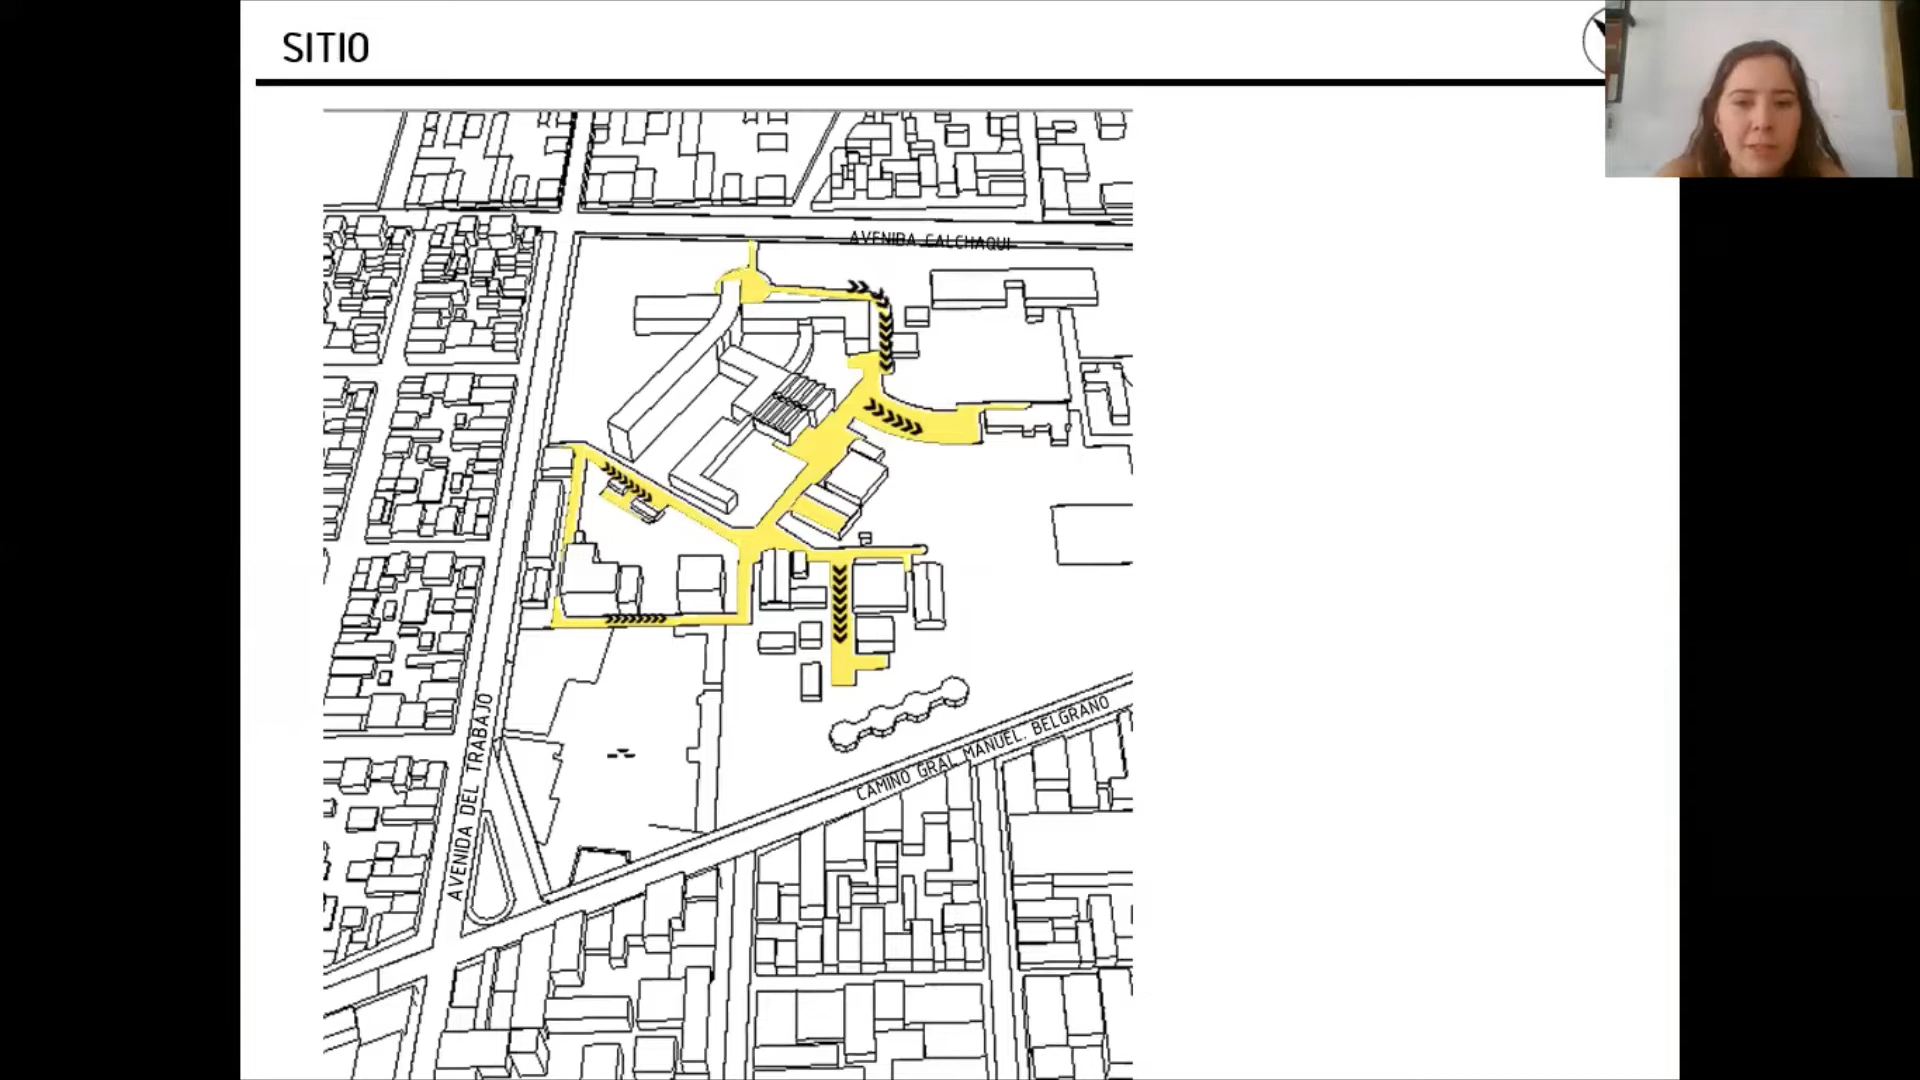 SITIO
AVENIDA CALCHAQUI
AVENIDA DEL TRABAJO
CAMINO GRAL MANUEL. BELGRANO